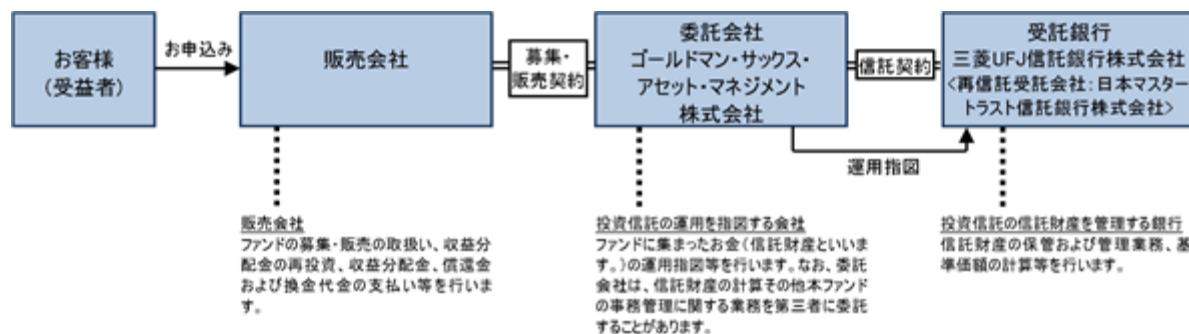 お客様
(受益者)
お申込み
販売会社
募集・
販売契約
委託会社
ゴールドマン・サックス・
アセット・マネジメント
株式会社
信託契約
受託銀行
三菱UFJ信託銀行株式会社
<再信託受託会社:日本マスター
トラスト信託銀行株式会社>
運用指図
販売会社
ファンドの募集・販売の取扱い、収益分
配金の再投資、収益分配金、償還金
および換金代金の支払い等を行いま
す。
投資信託の運用を指図する会社
ファンドに集まったお金(信託財産といいま
す。)の運用指図等を行います。なお、委託
会社は、信託財産の計算その他本ファンド
の事務管理に関する業務を第三者に委託
することがあります。
投資信託の信託財産を管理する銀行
信託財産の保管および管理業務、基
準価額の計算等を行います。